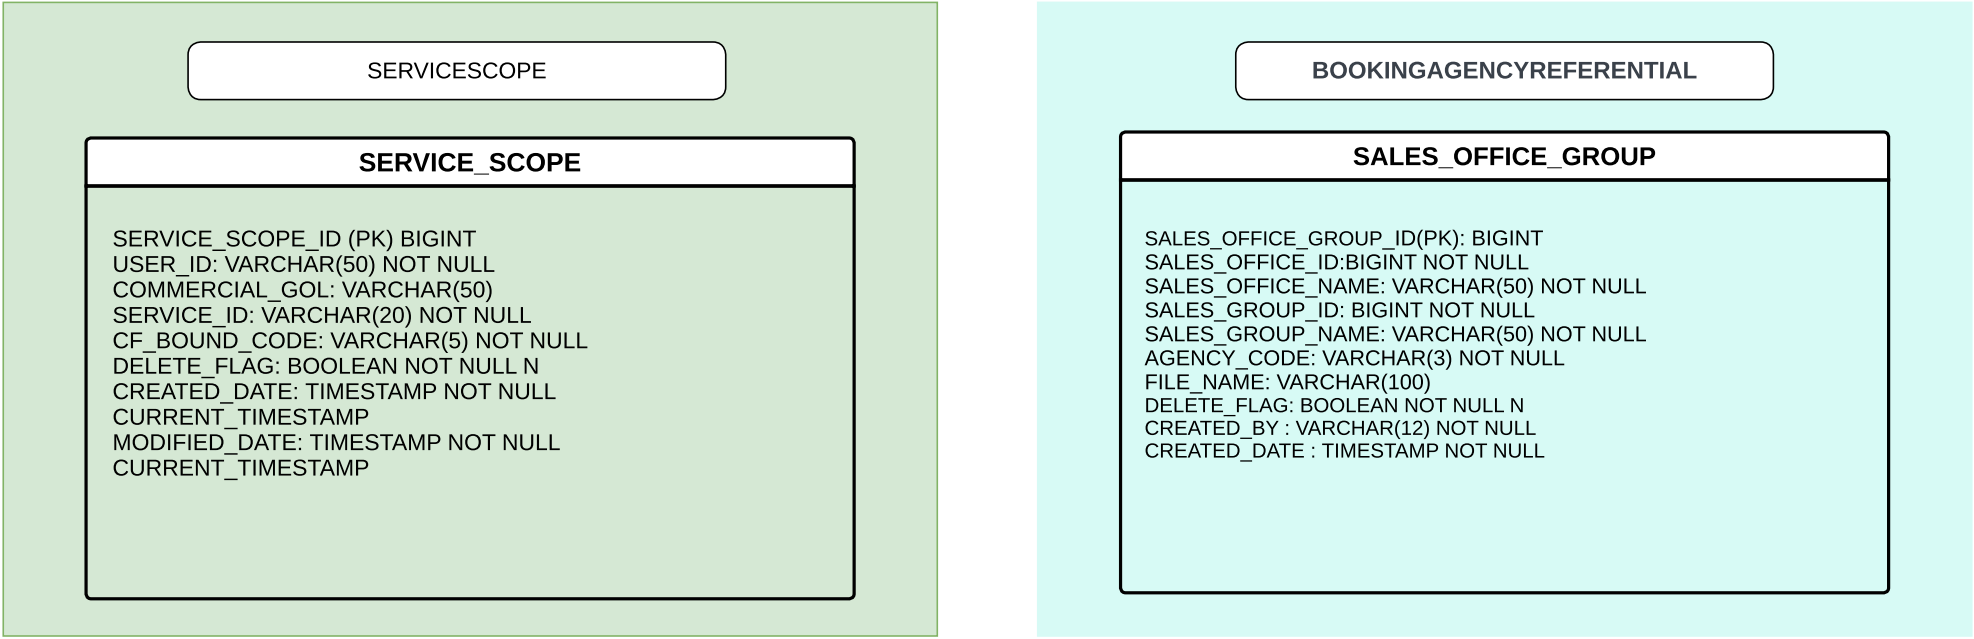 SERVICESCOPE
SERVICE_SCOPE
SERVICE_SCOPE_ID (PK) BIGINT
USER_ID: VARCHAR(50) NOT NULL
COMMERCIAL_GOL: VARCHAR(50)
SERVICE_ID: VARCHAR(20) NOT NULL
CF_BOUND_CODE: VARCHAR(5) NOT NULL
DELETE_FLAG: BOOLEAN NOT NULL N
CREATED_DATE: TIMESTAMP NOT NULL
CURRENT_TIMESTAMP
MODIFIED_DATE: TIMESTAMP NOT NULL
CURRENT_TIMESTAMP
BOOKINGAGENCYREFERENTIAL
SALES_OFFICE_GROUP
SALES_OFFICE_GROUP_ID(PK): BIGINT
SALES_OFFICE_ID:BIGINT NOT NULL
SALES_OFFICE_NAME: VARCHAR(50) NOT NULL
SALES_GROUP_ID: BIGINT NOT NULL
SALES_GROUP_NAME: VARCHAR(50) NOT NULL
AGENCY_CODE: VARCHAR(3) NOT NULL
FILE_NAME: VARCHAR(100)
DELETE_FLAG: BOOLEAN NOT NULL N
CREATED_BY : VARCHAR(12) NOT NULL
CREATED_DATE : TIMESTAMP NOT NULL